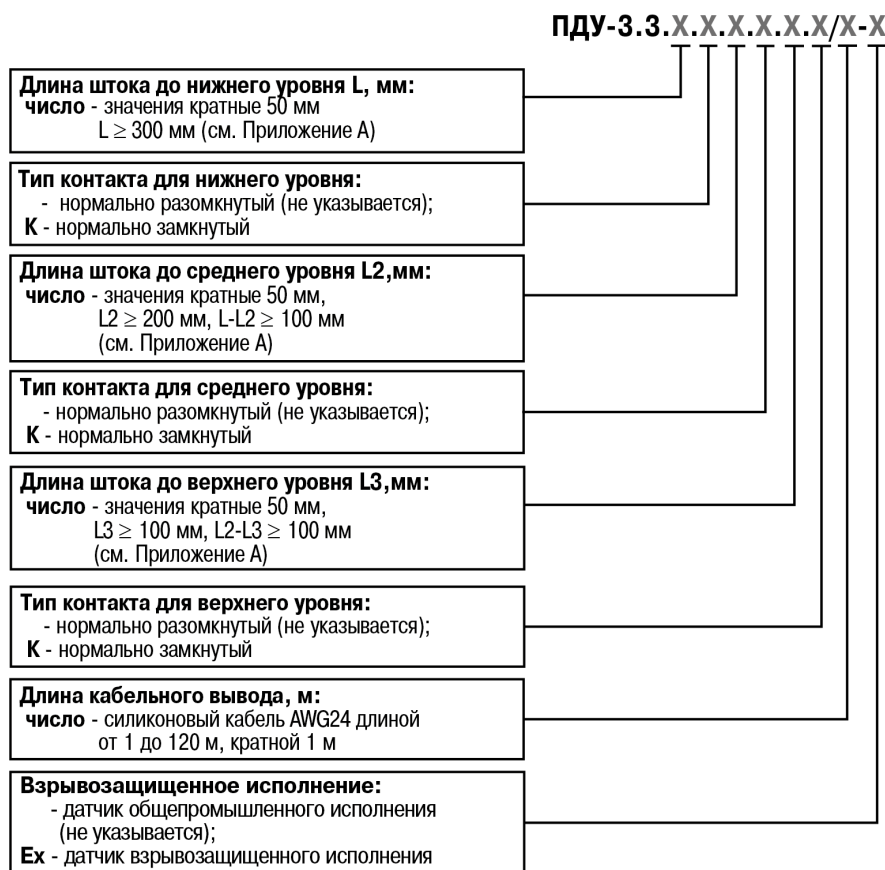 ПДУ-3.3.X.X.X.X.X.X/X-X
Длина штока до нижнего уровня L, мм:
число - значения кратные 50 мм
L ≥ 300 мм (см. Приложение А)
Тип контакта для нижнего уровня:
- нормально разомкнутый (не указывается);
К - нормально замкнутый
Длина штока до среднего уровня L2,мм:
число - значения кратные 50 мм,
L2 ≥ 200 мм, L-L2 ≥ 100 мм
(см. Приложение А)
Тип контакта для среднего уровня:
- нормально разомкнутый (не указывается);
К - нормально замкнутый
Длина штока до верхнего уровня L3,мм:
число - значения кратные 50 мм,
L3 ≥ 100 мм, L2-L3 ≥ 100 мм
(см. Приложение А)
Тип контакта для верхнего уровня:
- нормально разомкнутый (не указывается);
К - нормально замкнутый
Длина кабельного вывода, м:
число - силиконовый кабель AWG24 длиной
от 1 до 120 м, кратной 1 м
Взрывозащищенное исполнение:
- датчик общепромышленного исполнения
(не указывается);
Ex - датчик взрывозащищенного исполнения